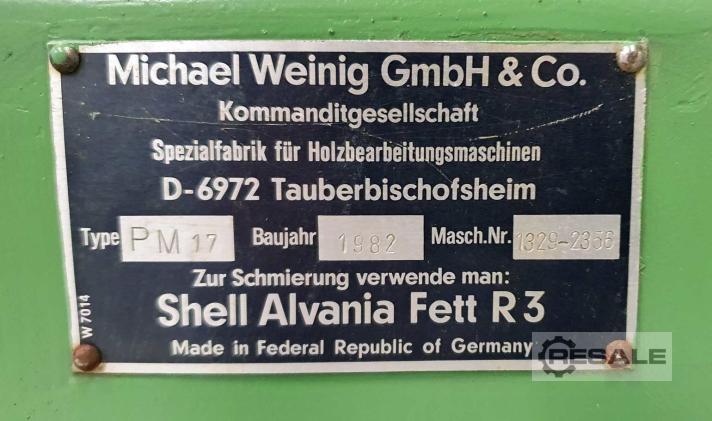 Michael Weinig GmbH & Co.
Kommanditgesellschaft
Spezialfabrik für Holzbearbeitungsmaschinen
D-6972 Tauberbischofsheim
Type PM 17 Baujahr 1982 Masch.Nr. 1329-2356
Zur Schmierung verwende man:
Shell Alvania Fett R 3
Made in Federal Republic of Germany
W 7014
RESALE